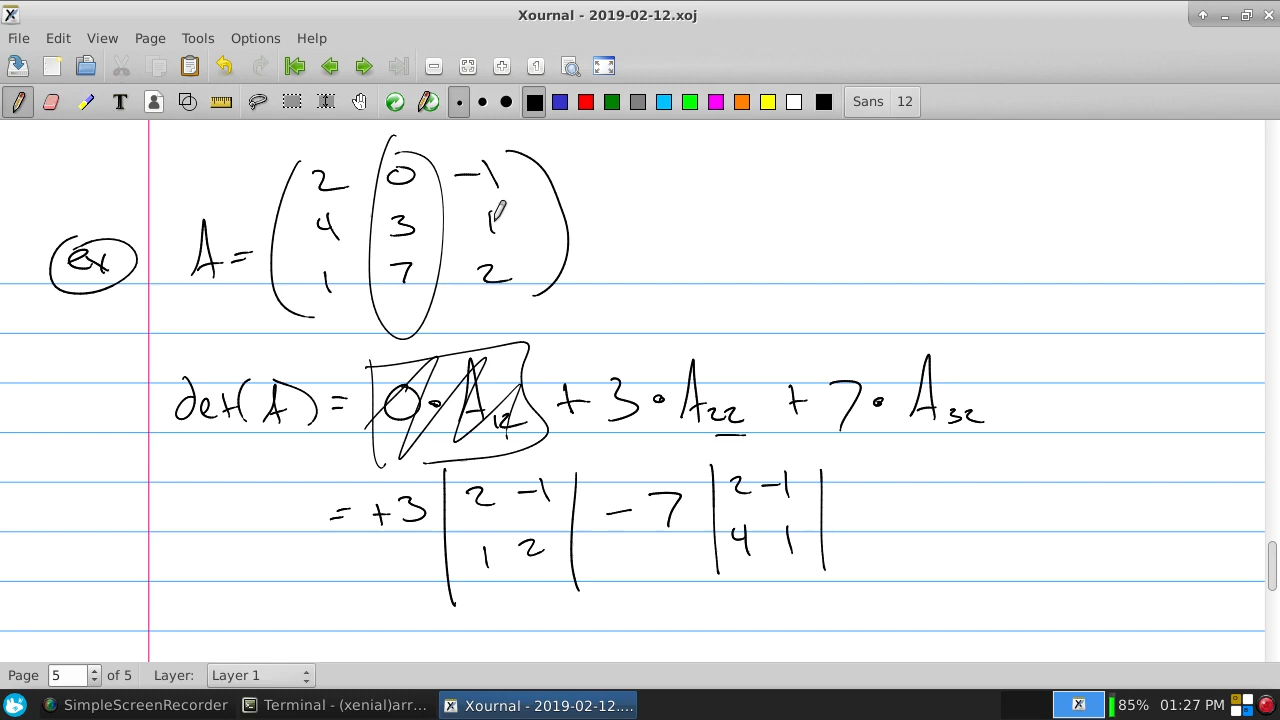 Xournal - 2019-02-12.xoj
File Edit View Page Tools Options Help
Sans 12
2 0 -1
4 3 1
1 7 2
ex A =
det(A) = 0 · A12 + 3 · A22 + 7 · A32
= +3 | 2 -1 | - 7 | 2 -1 |
| 1 2 | | 4 1 |
Page 5 of 5 Layer: Layer 1
SimpleScreenRecorder Terminal - (xenial)arr... Xournal - 2019-02-12.... 85% 01:27 PM